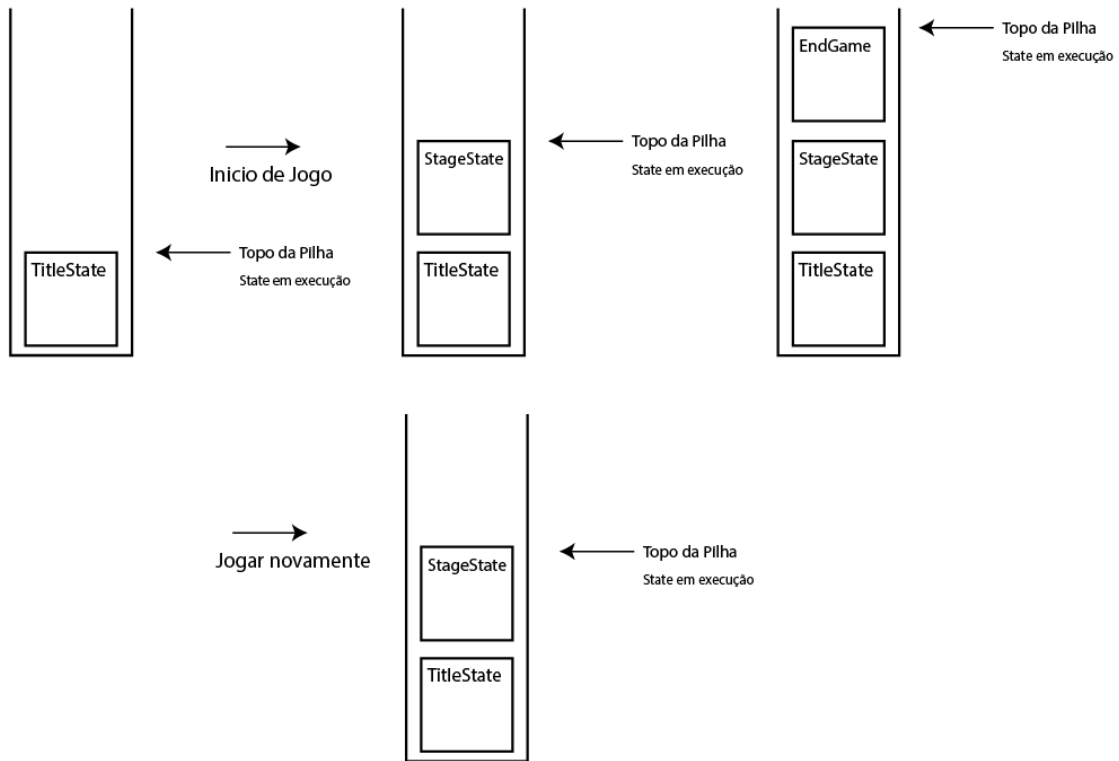 EndGame
Topo da Pilha
State em execução
StageState
Topo da Pilha
State em execução
StageState
Inicio de Jogo
TitleState
Topo da Pilha
State em execução
TitleState
TitleState
Jogar novamente
StageState
Topo da Pilha
State em execução
TitleState